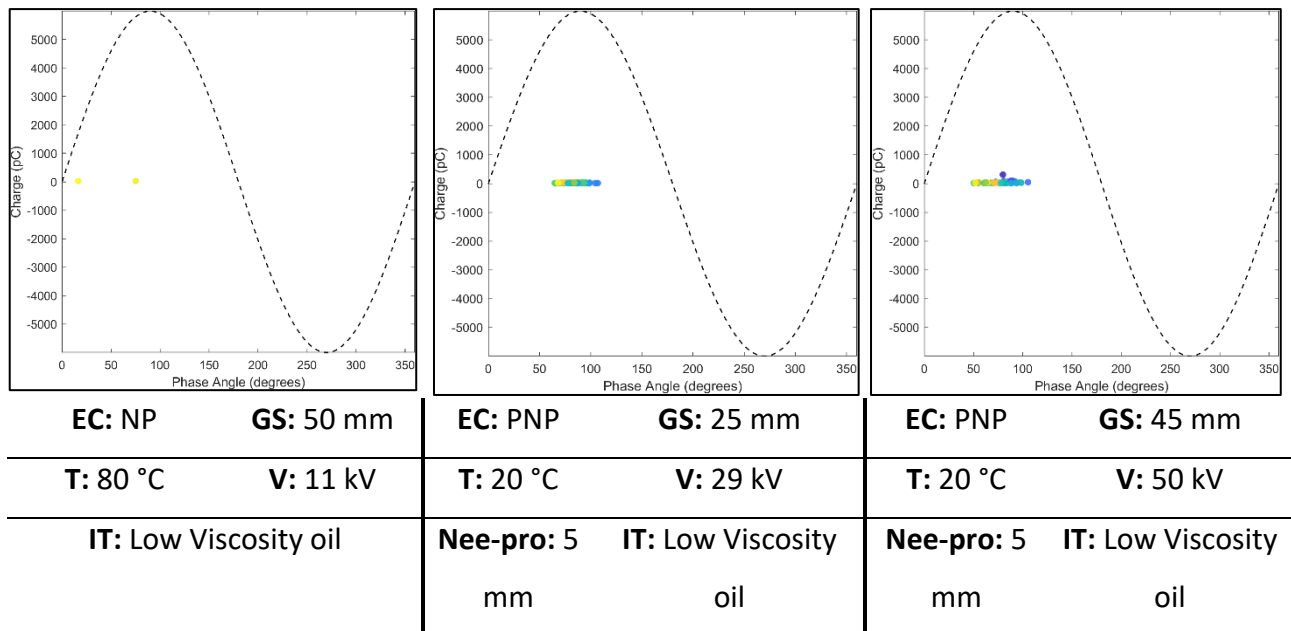 5000
4000
3000
2000
1000
0
-1000
-2000
-3000
-4000
-5000
Charge (pC)
0 50 100 150 200 250 300 350
Phase Angle (degrees)
5000
4000
3000
2000
1000
0
-1000
-2000
-3000
-4000
-5000
Charge (pC)
0 50 100 150 200 250 300 350
Phase Angle (degrees)
5000
4000
3000
2000
1000
0
-1000
-2000
-3000
-4000
-5000
Charge (pC)
0 50 100 150 200 250 300 350
Phase Angle (degrees)
EC: NP GS: 50 mm
T: 80 °C V: 11 kV
IT: Low Viscosity oil
EC: PNP GS: 25 mm
T: 20 °C V: 29 kV
Nee-pro: 5 IT: Low Viscosity
mm oil
EC: PNP GS: 45 mm
T: 20 °C V: 50 kV
Nee-pro: 5 IT: Low Viscosity
mm oil